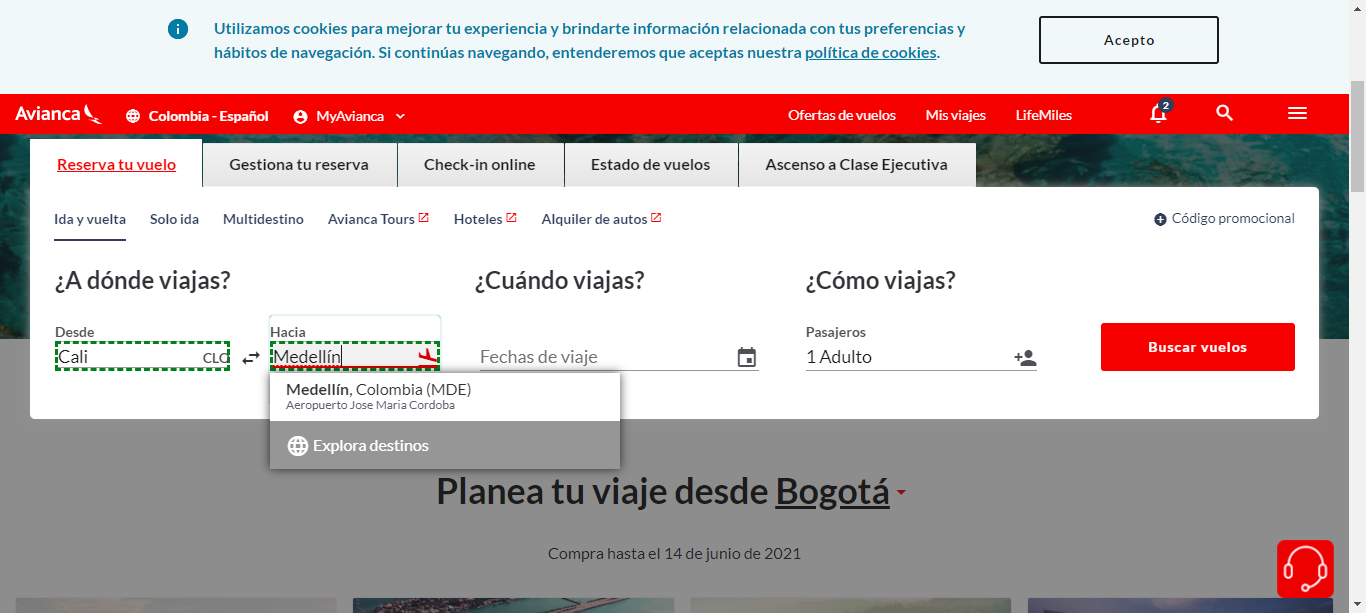 Utilizamos cookies para mejorar tu experiencia y brindarte información relacionada con tus preferencias y
hábitos de navegación. Si continúas navegando, entenderemos que aceptas nuestra política de cookies.
Acepto
Avianca
Colombia - Español
MyAvianca
Ofertas de vuelos
Mis viajes
LifeMiles
2
Reserva tu vuelo
Gestiona tu reserva
Check-in online
Estado de vuelos
Ascenso a Clase Ejecutiva
Ida y vuelta
Solo ida
Multidestino
Avianca Tours
Hoteles
Alquiler de autos
Código promocional
¿A dónde viajas?
¿Cuándo viajas?
¿Cómo viajas?
Desde
Hacia
Pasajeros
Cali
CLO
Medellín
Fechas de viaje
1 Adulto
Buscar vuelos
Medellín, Colombia (MDE)
Aeropuerto Jose Maria Cordoba
Explora destinos
Planea tu viaje desde Bogotá
Compra hasta el 14 de junio de 2021